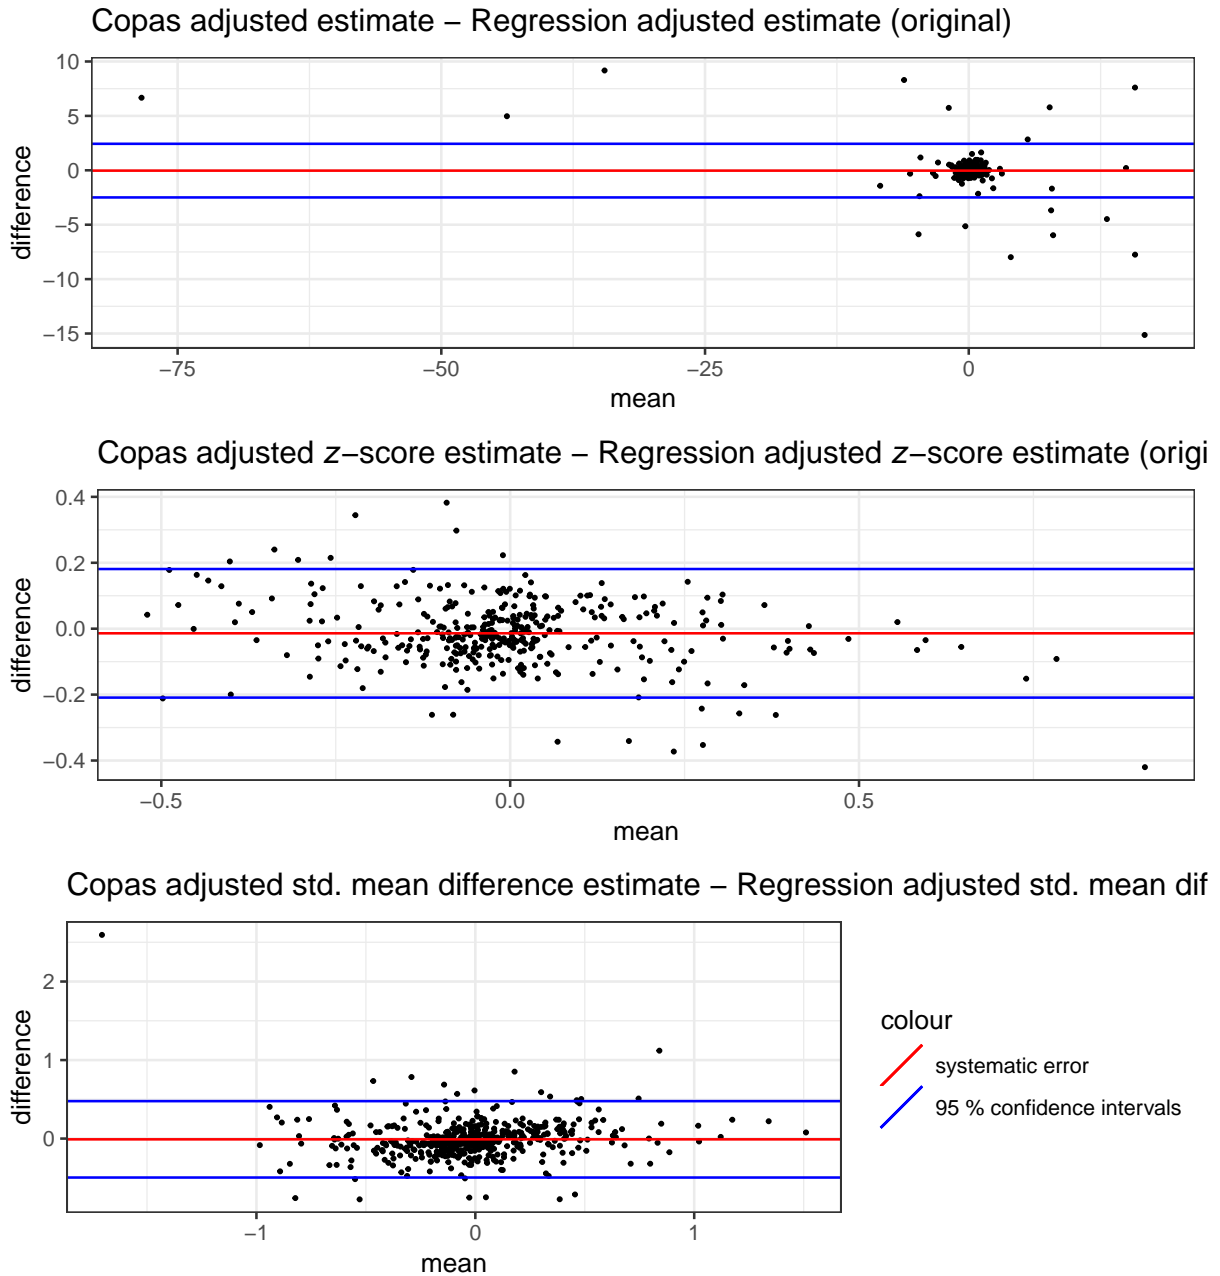 Copas adjusted estimate − Regression adjusted estimate (original)
10
5
0
−5
−10
−15
difference
−75 −50 −25 0
mean
Copas adjusted z−score estimate − Regression adjusted z−score estimate (origi
0.4
0.2
0.0
−0.2
−0.4
difference
−0.5 0.0 0.5
mean
Copas adjusted std. mean difference estimate − Regression adjusted std. mean dif
2
1
0
difference
−1 0 1
mean
colour
systematic error
95 % confidence intervals